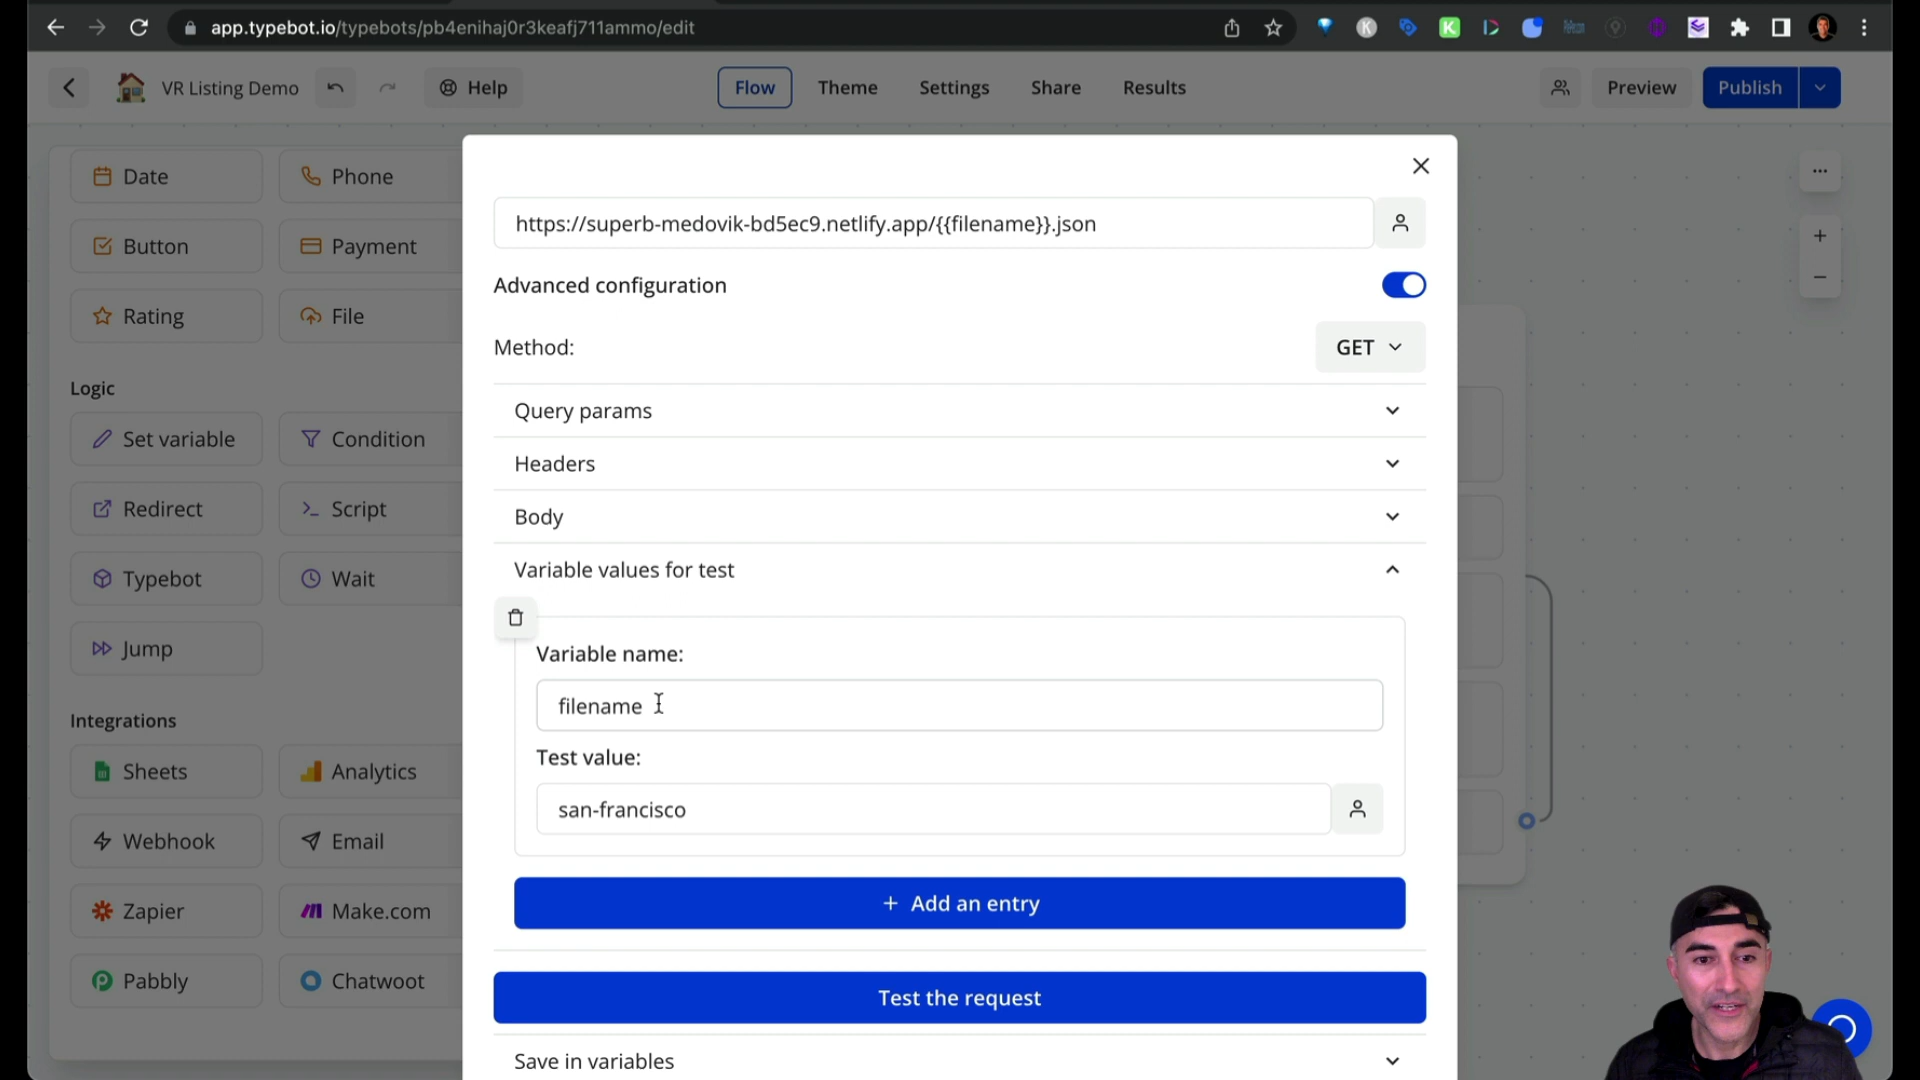 app.typebot.io/typebots/pb4enihaj0r3keafj711ammo/edit
VR Listing Demo
Help
Flow
Theme
Settings
Share
Results
Preview
Publish
Date
Phone
Button
Payment
Rating
File
Logic
Set variable
Condition
Redirect
Script
Typebot
Wait
Jump
Integrations
Sheets
Analytics
Webhook
Email
Zapier
Make.com
Pabbly
Chatwoot
https://superb-medovik-bd5ec9.netlify.app/{{filename}}.json
Advanced configuration
Method:
GET
Query params
Headers
Body
Variable values for test
Variable name:
filename
Test value:
san-francisco
+ Add an entry
Test the request
Save in variables